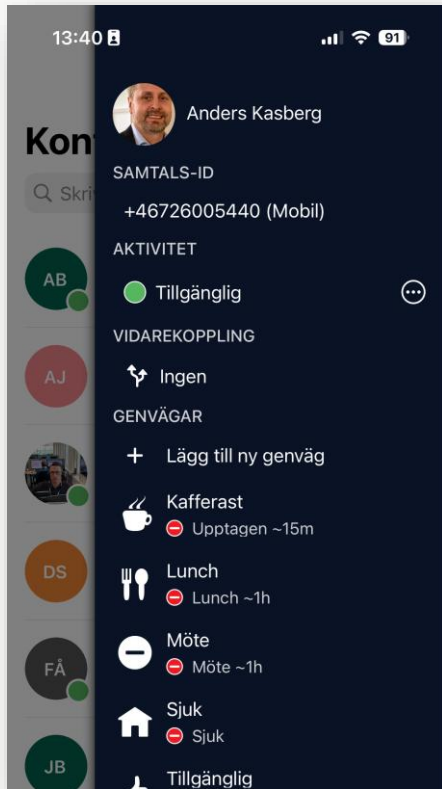 13:40
91
Anders Kasberg
Kon
Skri
SAMTALS-ID
+46726005440 (Mobil)
AKTIVITET
AB
Tillgänglig
VIDAREKOPPLING
AJ
Ingen
GENVÄGAR
+ Lägg till ny genväg
Kafferast
Upptagen ~15m
DS
Lunch
Lunch ~1h
Möte
FÅ
Möte ~1h
Sjuk
Sjuk
JB
Tillgänglig